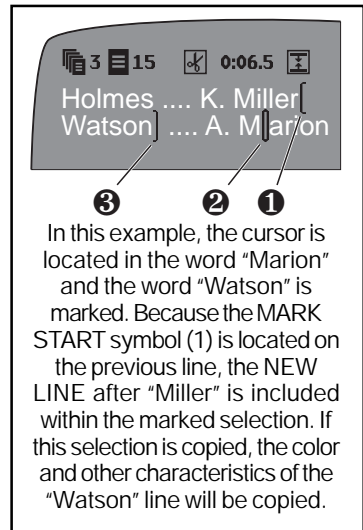 3 15 0:06.5
Holmes .... K. Miller[
Watson] .... A. Marion
❸ ❷ ❶
In this example, the cursor is
located in the word "Marion"
and the word "Watson" is
marked. Because the MARK
START symbol (1) is located on
the previous line, the NEW
LINE after "Miller" is included
within the marked selection. If
this selection is copied, the color
and other characteristics of the
"Watson" line will be copied.